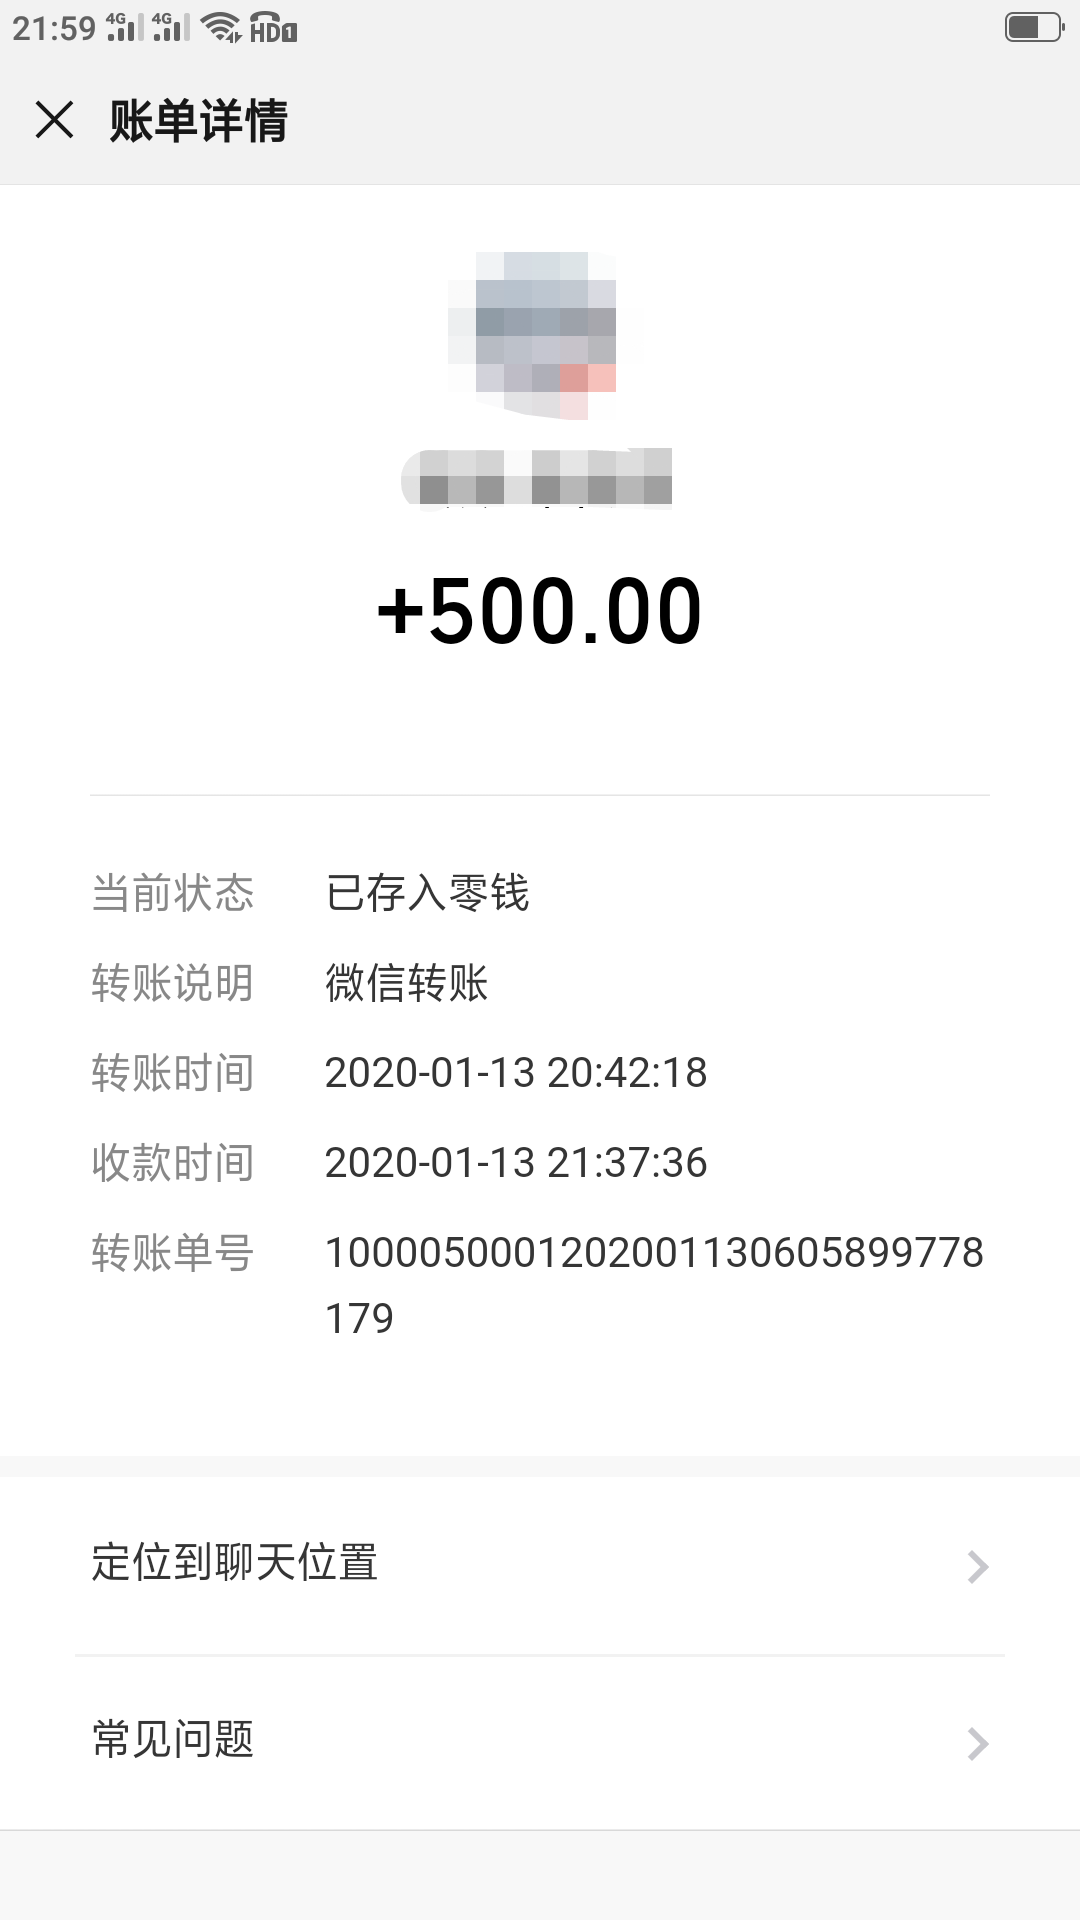 21:59 4G 4G HD1
账单详情
+500.00
当前状态 已存入零钱
转账说明 微信转账
转账时间 2020-01-13 20:42:18
收款时间 2020-01-13 21:37:36
转账单号 1000050001202001130605899778
179
定位到聊天位置
常见问题